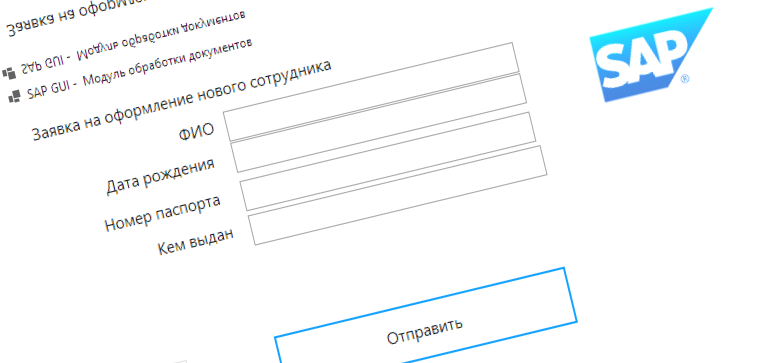 Заявка на оформле
SAP GUI - Модуль обработки документов
SAP GUI - Модуль обработки документов
Заявка на оформление нового сотрудника
ФИО
Дата рождения
Номер паспорта
Кем выдан
Отправить
SAP
®